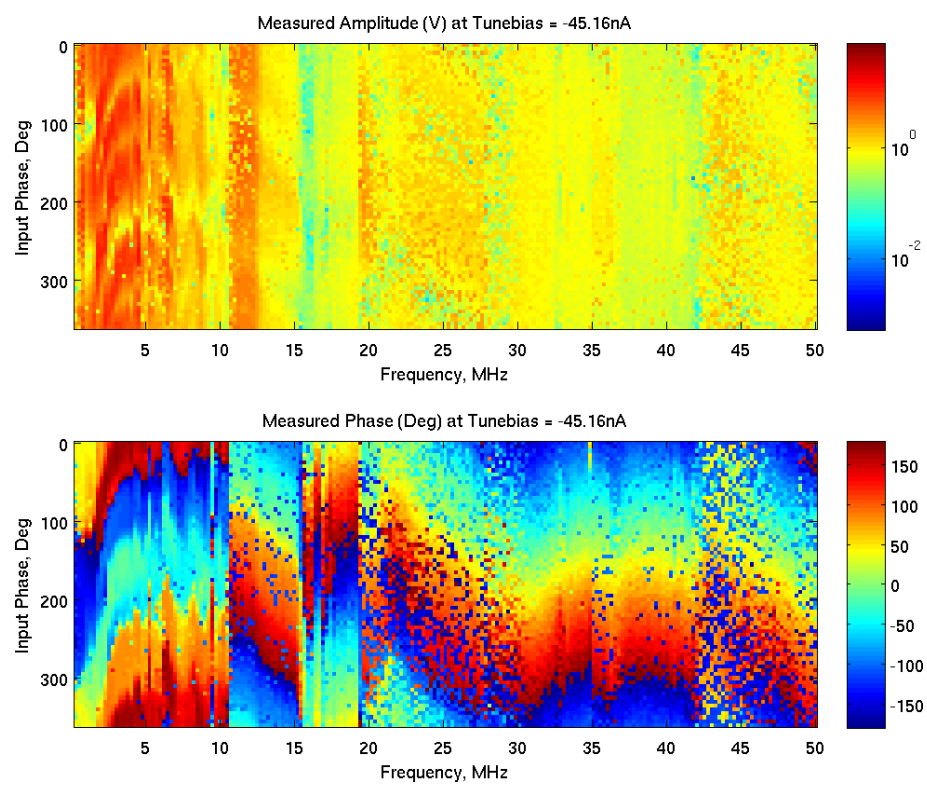 Measured Amplitude (V) at Tunebias = -45.16nA
0
100
200
300
Input Phase, Deg
5 10 15 20 25 30 35 40 45 50
Frequency, MHz
10^0
10^-2
Measured Phase (Deg) at Tunebias = -45.16nA
0
100
200
300
Input Phase, Deg
5 10 15 20 25 30 35 40 45 50
Frequency, MHz
150
100
50
0
-50
-100
-150